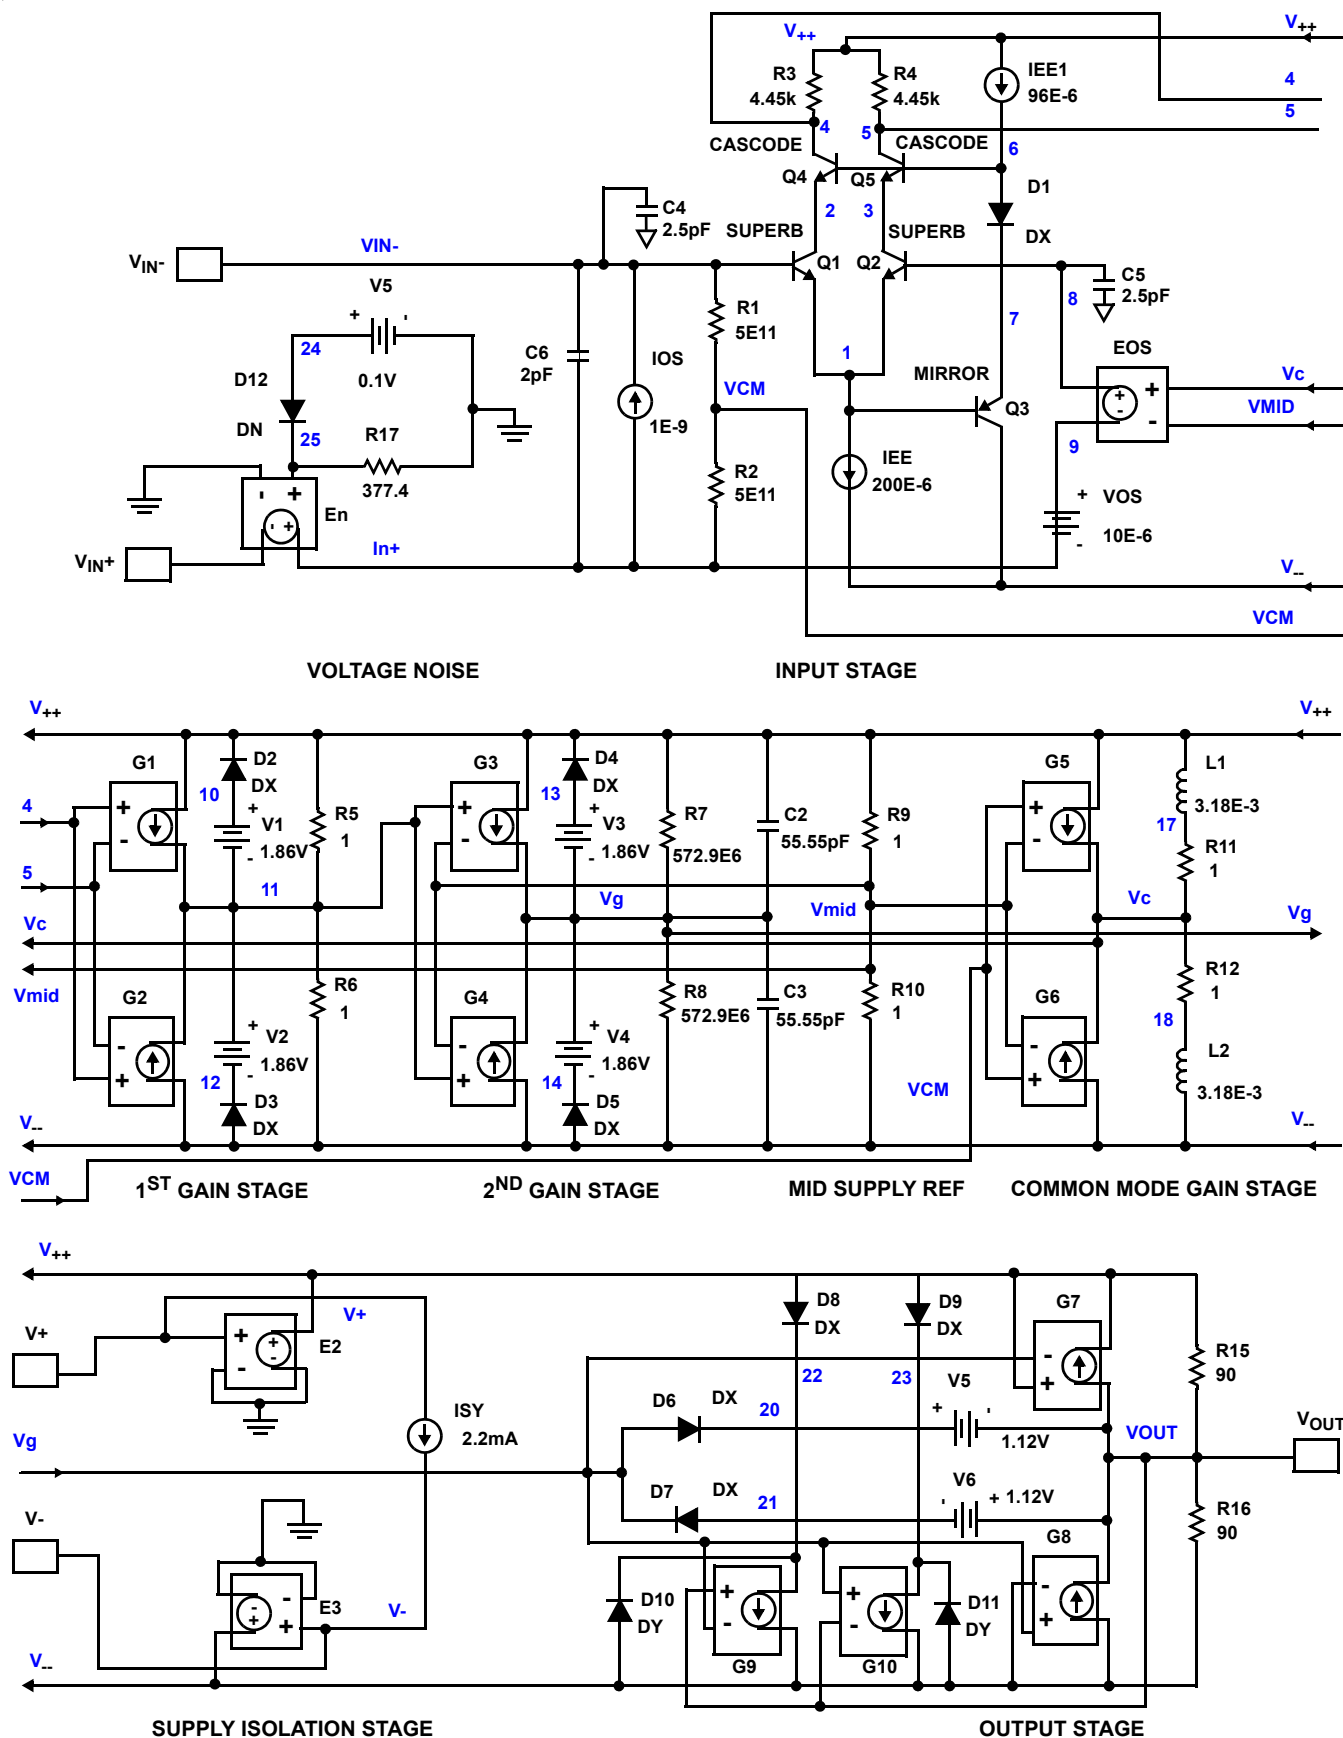 V++
V++
R3
4.45k
R4
4.45k
IEE1
96E-6
4
5
4
5
CASCODE
CASCODE
6
Q4
Q5
D1
DX
2
3
C4
2.5pF
SUPERB
SUPERB
VIN-
VIN-
Q1
Q2
C5
2.5pF
V5
+
-
8
7
R1
5E11
24
0.1V
C6
2pF
IOS
1E-9
1
EOS
D12
DN
VCM
MIRROR
Vc
+
-
+
-
VMID
Q3
25
R17
377.4
9
R2
5E11
IEE
200E-6
- +
En
- +
+
VOS
10E-6
-
VIN+
In+
V--
VCM
VOLTAGE NOISE
INPUT STAGE
V++
V++
G1
D2
DX
G3
D4
DX
G5
L1
3.18E-3
10
13
4
+
-
+
V1
1.86V
-
R5
1
+
-
+
V3
1.86V
-
R7
572.9E6
C2
55.55pF
R9
1
+
-
17
R11
1
5
11
Vg
Vmid
Vc
Vg
Vc
Vmid
G2
R6
1
G4
R8
572.9E6
C3
55.55pF
R10
1
G6
R12
1
18
-
+
+
V2
1.86V
-
12
-
+
+
V4
1.86V
-
14
-
+
L2
3.18E-3
D3
DX
D5
DX
VCM
V--
V--
VCM
1ST GAIN STAGE
2ND GAIN STAGE
MID SUPPLY REF
COMMON MODE GAIN STAGE
V++
V+
V+
+
-
+
-
E2
D8
DX
D9
DX
G7
-
+
R15
90
22
23
ISY
2.2mA
D6
DX
20
V5
+
-
1.12V
VOUT
VOUT
Vg
D7
DX
21
V6
-
+ 1.12V
R16
90
V-
G8
-
+
-
+
E3
V-
D10
DY
+
-
G9
+
-
G10
D11
DY
-
+
V--
SUPPLY ISOLATION STAGE
OUTPUT STAGE